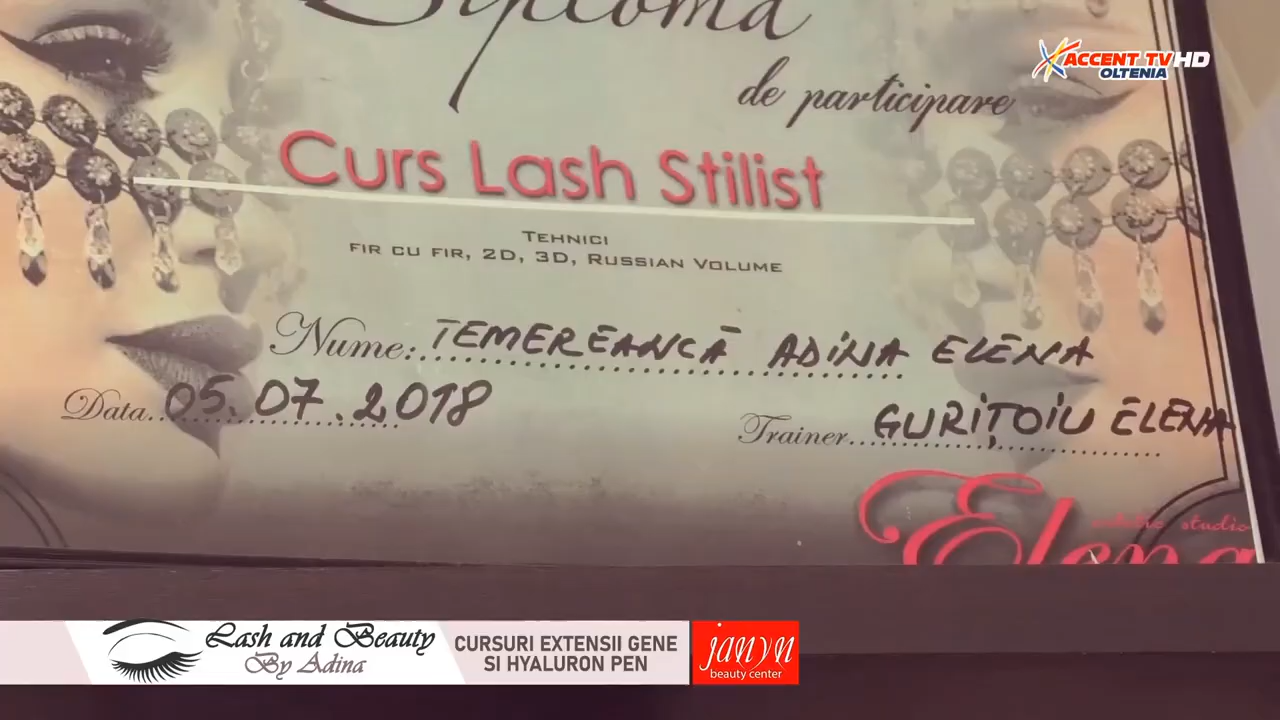 Diploma
de participare
ACCENT TV HD
OLTENIA
Curs Lash Stilist
TEHNICI
FIR CU FIR, 2D, 3D, RUSSIAN VOLUME
Nume: TEMEREANCĂ ADINA ELENA
Data 05.07.2018
Trainer GURIȚOIU ELENA
Elena
studio
Lash and Beauty
By Adina
CURSURI EXTENSII GENE
SI HYALURON PEN
janyn
beauty center